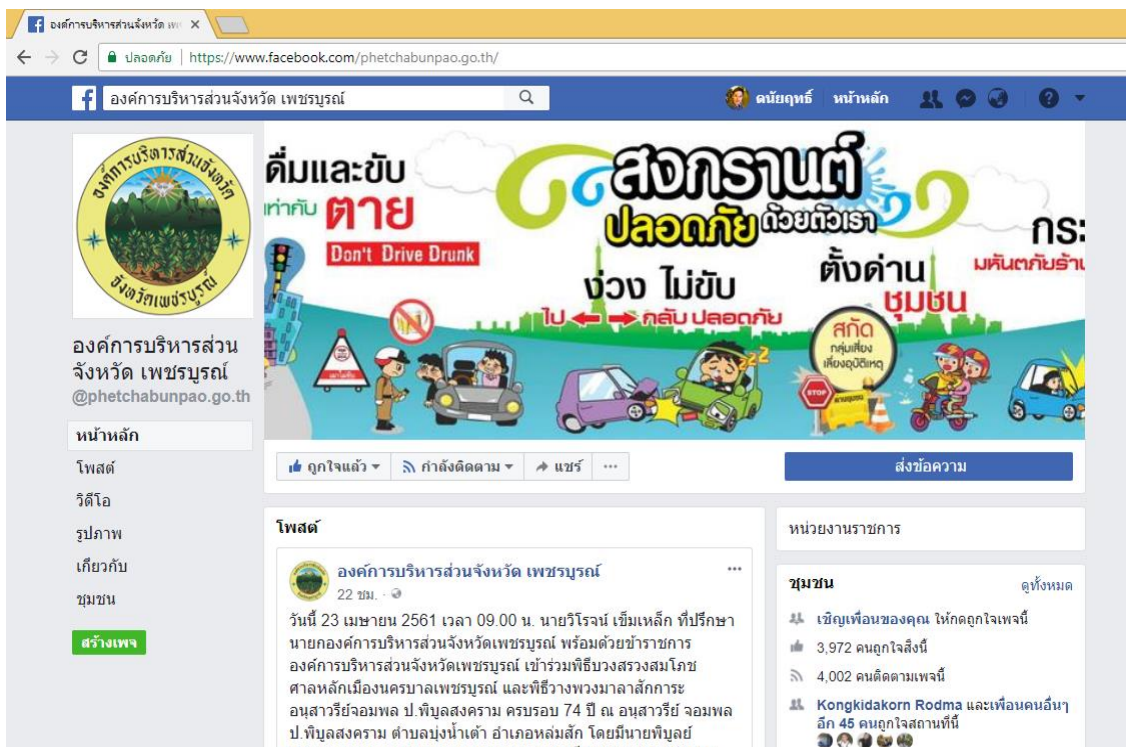 องค์การบริหารส่วนจังหวัด เพ
ปลอดภัย | https://www.facebook.com/phetchabunpao.go.th/
องค์การบริหารส่วนจังหวัด เพชรบูรณ์
ดนัยฤทธิ์ หน้าหลัก
องค์การบริหารส่วนจังหวัด
จังหวัดเพชรบูรณ์
ดื่มและขับ
เท่ากับ ตาย
Don't Drive Drunk
สงกรานต์
ปลอดภัย ด้วยตัวเรา
ง่วง ไม่ขับ
ไป กลับ ปลอดภัย
ตั้งด่าน
ชุมชน
สกัด
กลุ่มเสี่ยง
เสี่ยงอุบัติเหตุ
STOP
กระ
มหันตภัยร้าย
องค์การบริหารส่วน
จังหวัด เพชรบูรณ์
@phetchabunpao.go.th
หน้าหลัก
โพสต์
วิดีโอ
รูปภาพ
เกี่ยวกับ
ชุมชน
สร้างเพจ
ถูกใจแล้ว กำลังติดตาม แชร์ ...
ส่งข้อความ
โพสต์
องค์การบริหารส่วนจังหวัด เพชรบูรณ์
22 ชม. ·
วันนี้ 23 เมษายน 2561 เวลา 09.00 น. นายวิโรจน์ เข็มเหล็ก ที่ปรึกษา
นายกองค์การบริหารส่วนจังหวัดเพชรบูรณ์ พร้อมด้วยข้าราชการ
องค์การบริหารส่วนจังหวัดเพชรบูรณ์ เข้าร่วมพิธีบวงสรวงสมโภช
ศาลหลักเมืองนครบาลเพชรบูรณ์ และพิธีวางพวงมาลาสักการะ
อนุสาวรีย์จอมพล ป.พิบูลสงคราม ครบรอบ 74 ปี ณ อนุสาวรีย์ จอมพล
ป.พิบูลสงคราม ตำบลบุ่งน้ำเต้า อำเภอหล่มสัก โดยมีนายพิบูลย์
หน่วยงานราชการ
ชุมชน ดูทั้งหมด
เชิญเพื่อนของคุณ ให้กดถูกใจเพจนี้
3,972 คนถูกใจสิ่งนี้
4,002 คนติดตามเพจนี้
Kongkidakorn Rodma และเพื่อนคนอื่นๆ
อีก 45 คนถูกใจสถานที่นี้